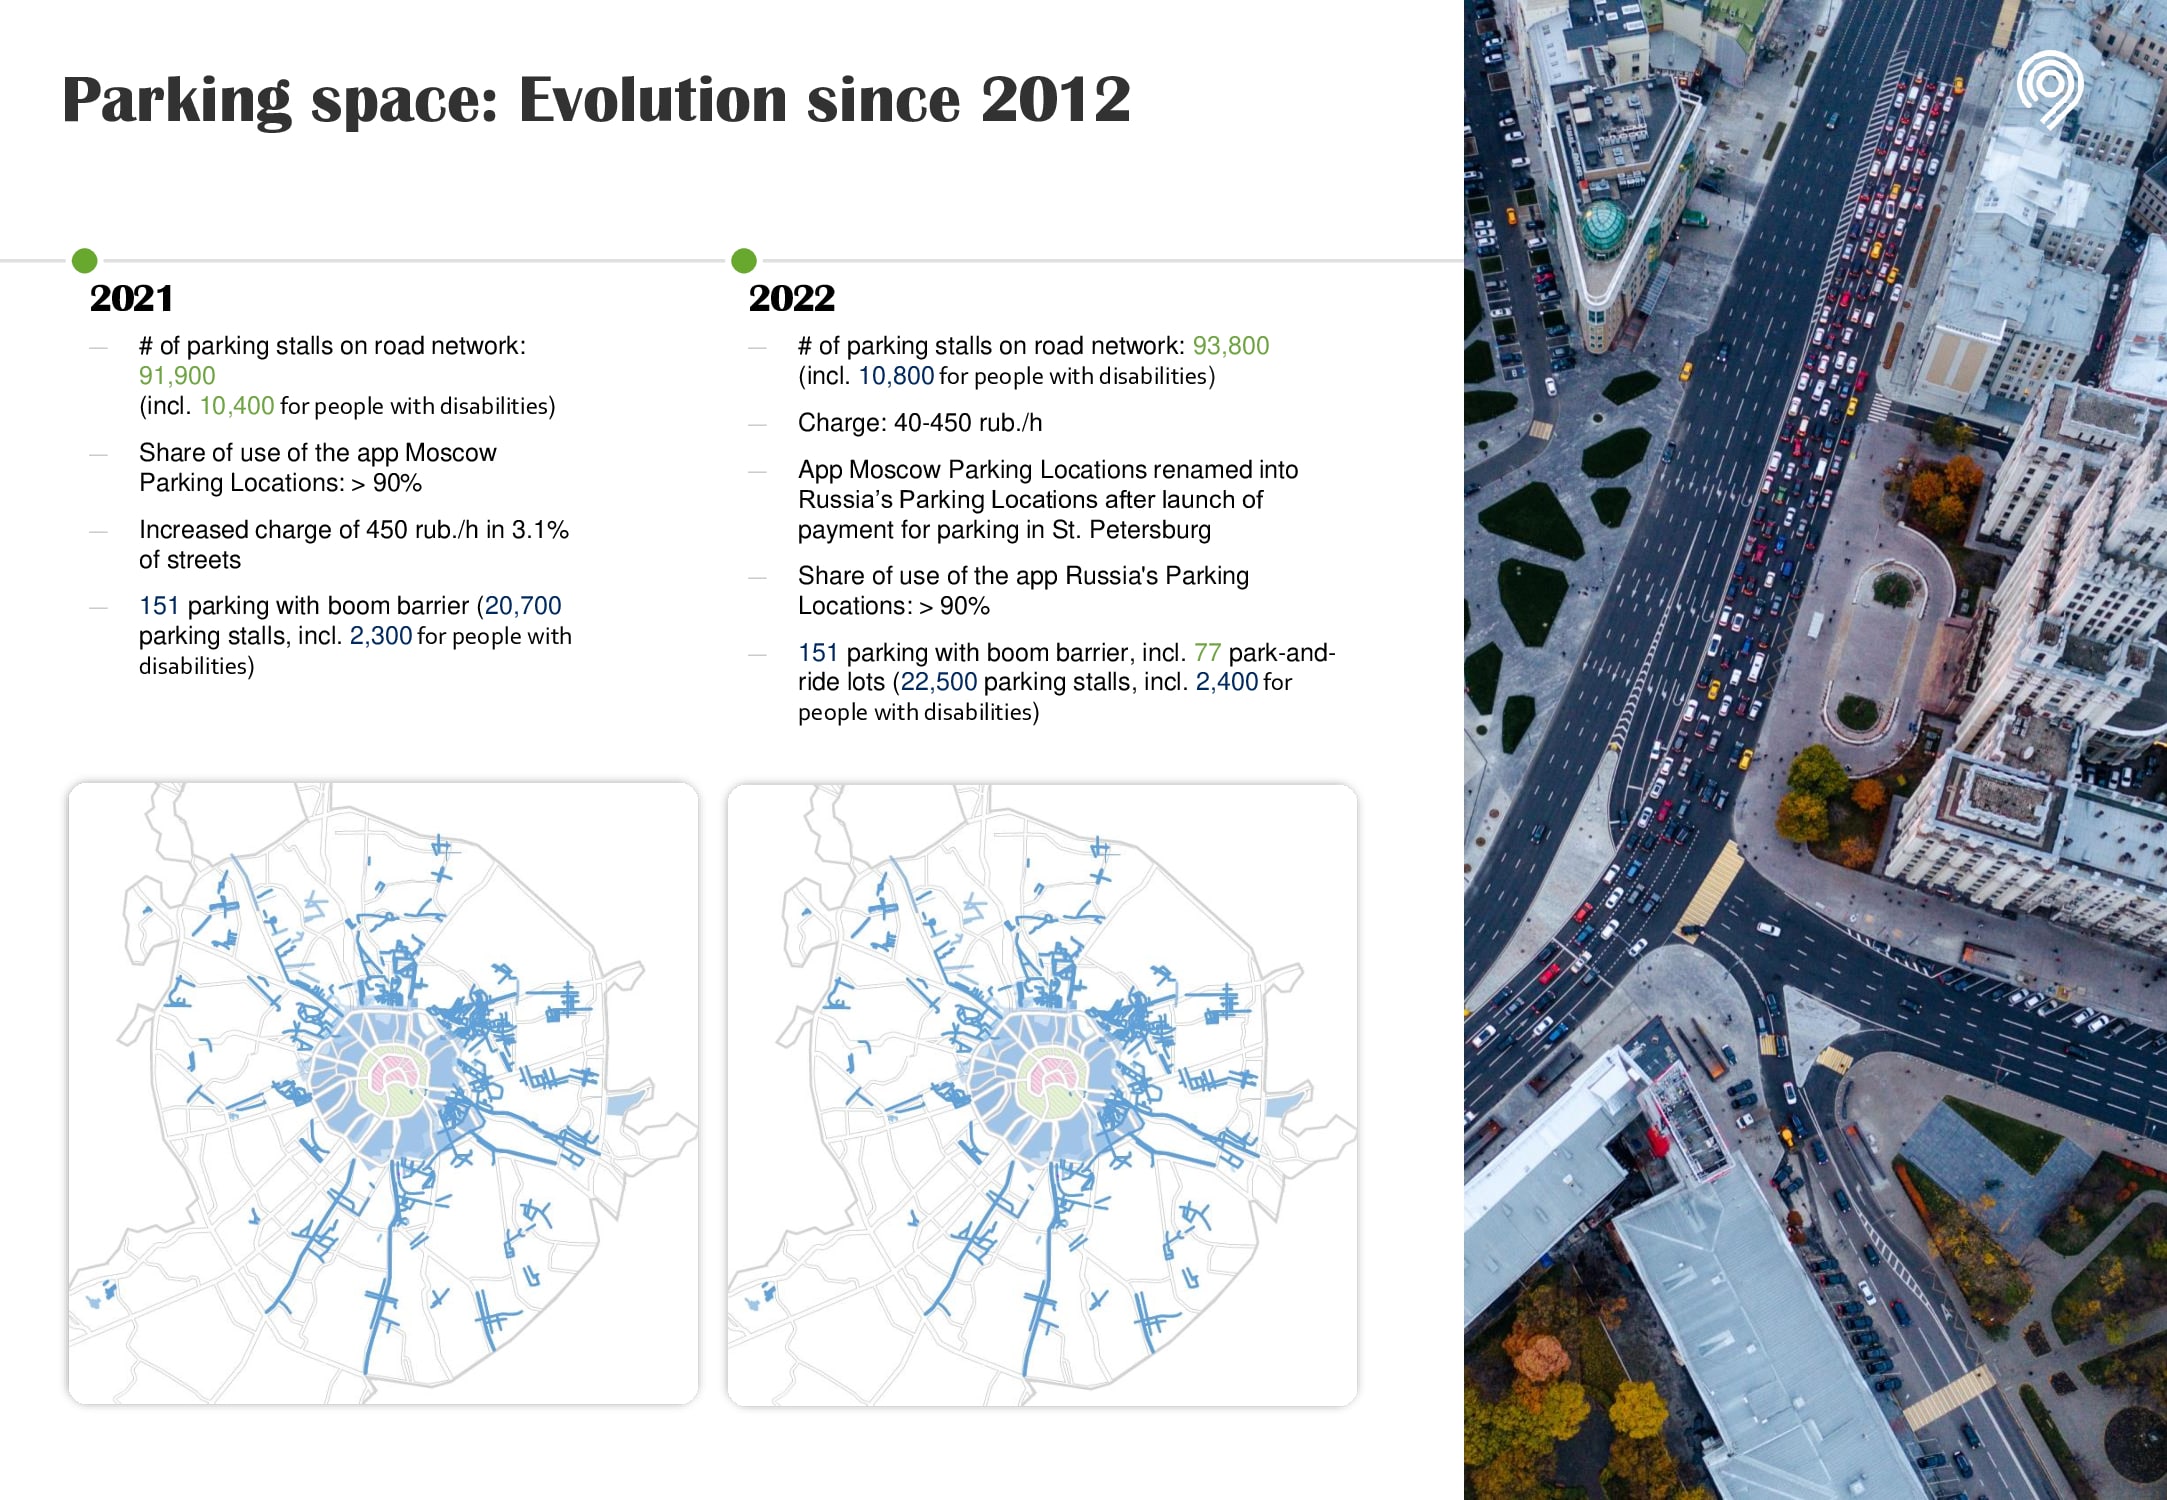 Parking space: Evolution since 2012
2021
— # of parking stalls on road network:
91,900
(incl. 10,400 for people with disabilities)
— Share of use of the app Moscow
Parking Locations: > 90%
— Increased charge of 450 rub./h in 3.1%
of streets
— 151 parking with boom barrier (20,700
parking stalls, incl. 2,300 for people with
disabilities)
2022
— # of parking stalls on road network: 93,800
(incl. 10,800 for people with disabilities)
— Charge: 40-450 rub./h
— App Moscow Parking Locations renamed into
Russia’s Parking Locations after launch of
payment for parking in St. Petersburg
— Share of use of the app Russia's Parking
Locations: > 90%
— 151 parking with boom barrier, incl. 77 park-and-
ride lots (22,500 parking stalls, incl. 2,400 for
people with disabilities)